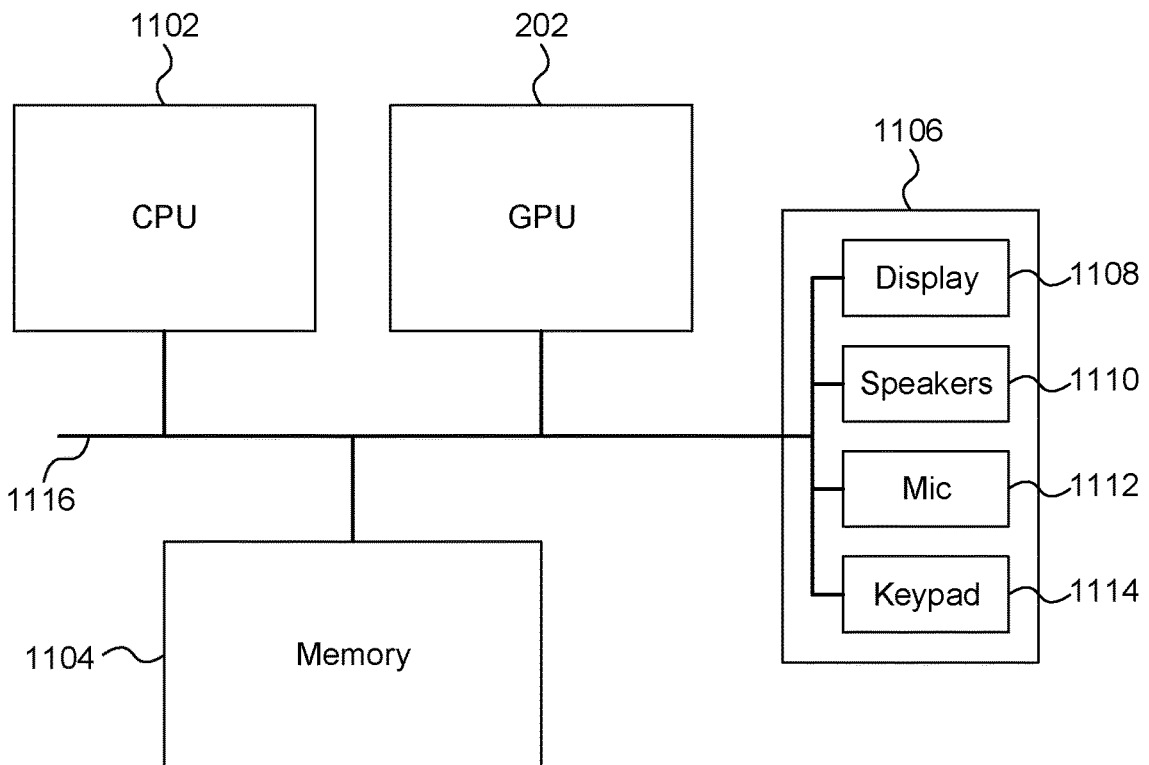 1102
202
1106
CPU
GPU
Display
1108
Speakers
1110
Mic
1112
Keypad
1114
1116
1104
Memory